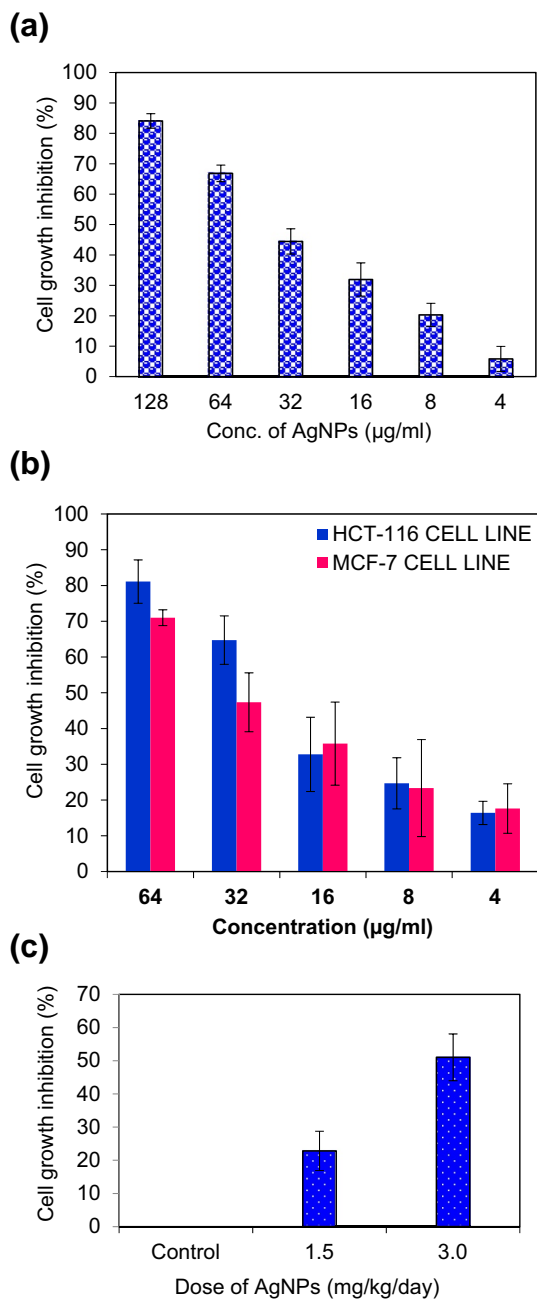 (a)
Cell growth inhibition (%)
100
90
80
70
60
50
40
30
20
10
0
128 64 32 16 8 4
Conc. of AgNPs (µg/ml)
(b)
Cell growth inhibition (%)
100
90
80
70
60
50
40
30
20
10
0
HCT-116 CELL LINE
MCF-7 CELL LINE
64 32 16 8 4
Concentration (µg/ml)
(c)
Cell growth inhibition (%)
70
60
50
40
30
20
10
0
Control 1.5 3.0
Dose of AgNPs (mg/kg/day)